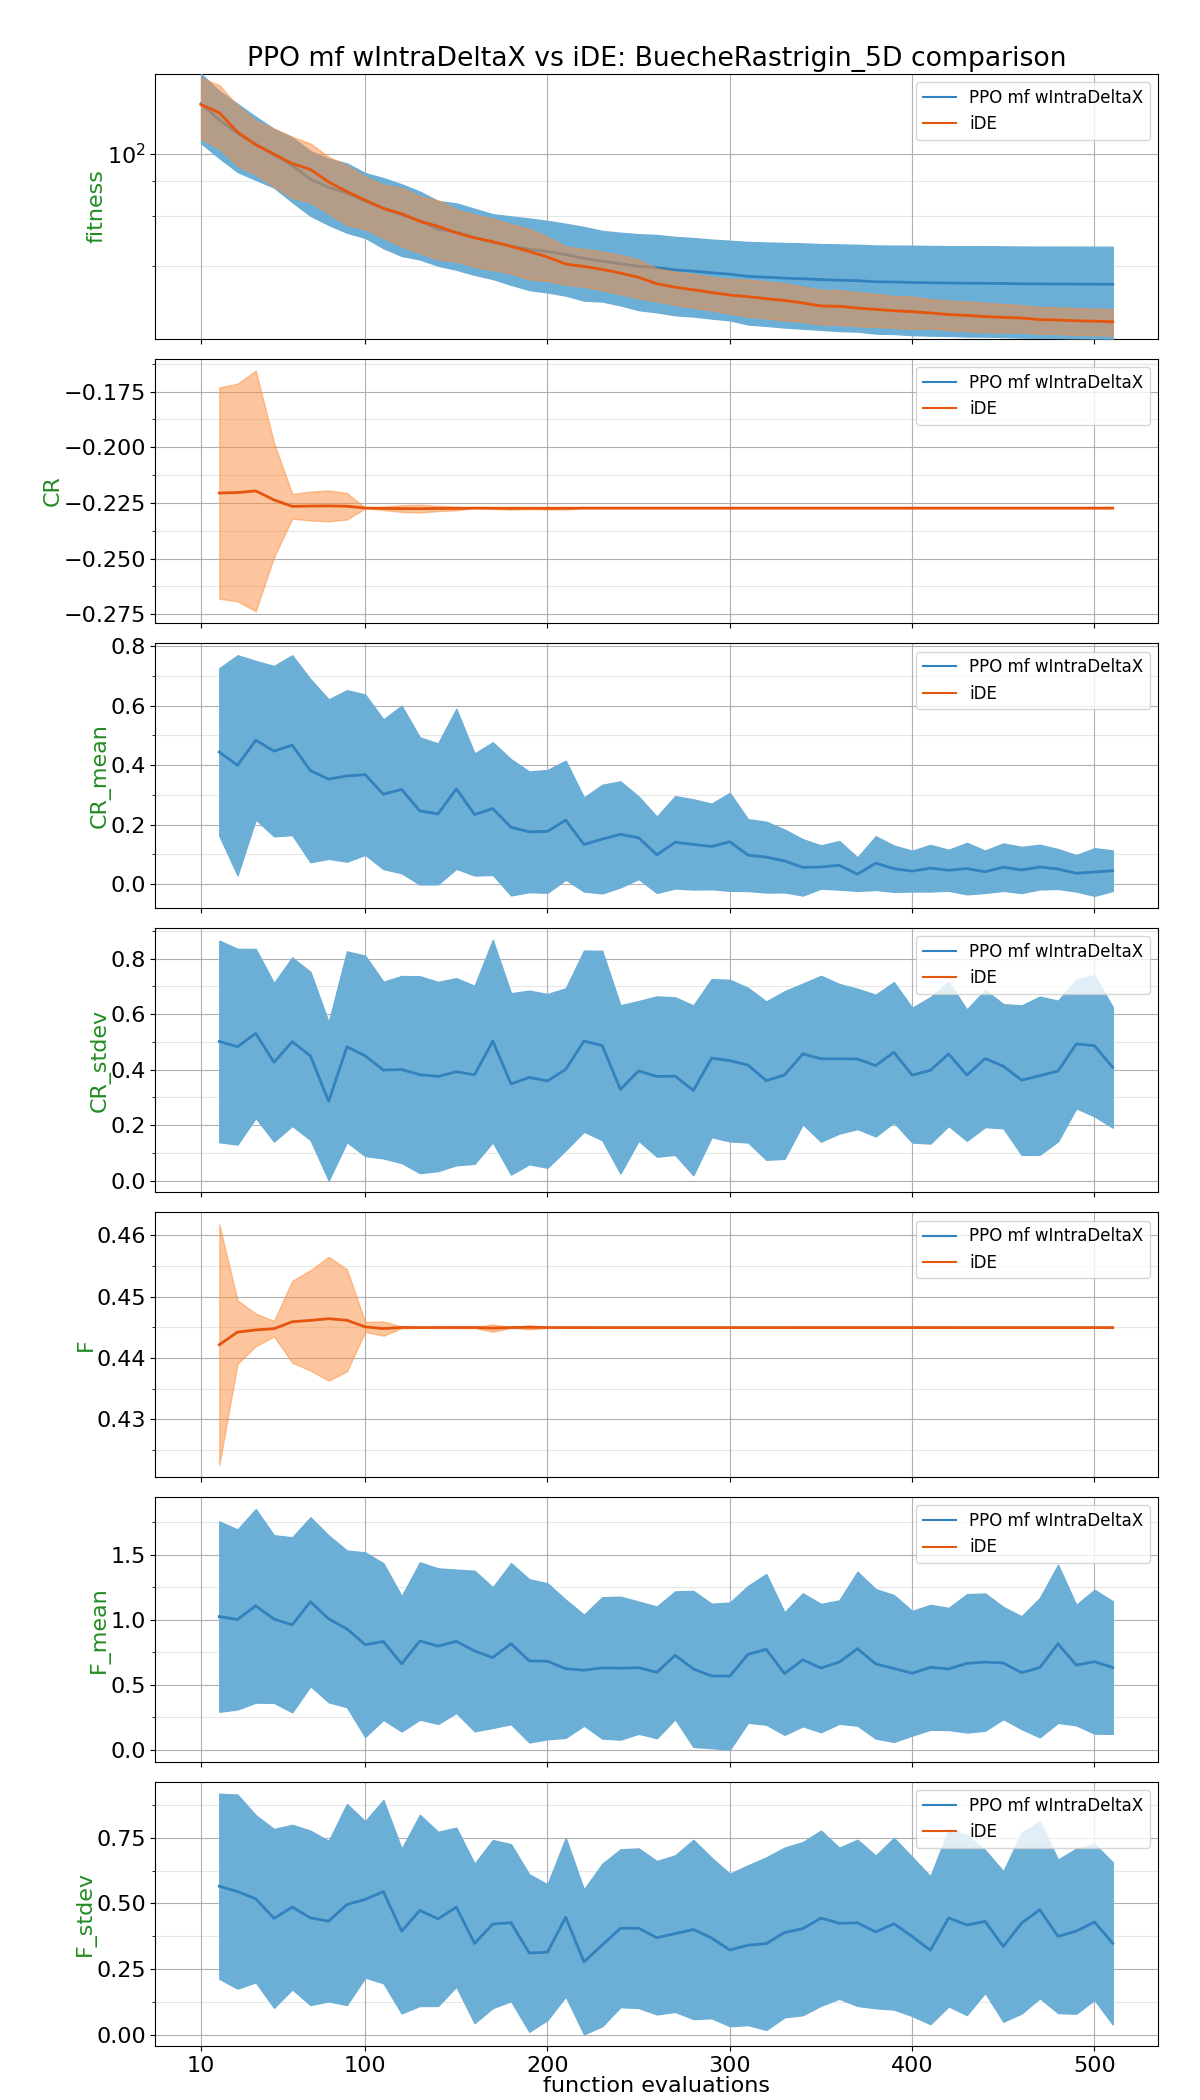 PPO mf wIntraDeltaX vs iDE: BuecheRastrigin_5D comparison
PPO mf wIntraDeltaX
iDE
10²
fitness
PPO mf wIntraDeltaX
iDE
−0.175
−0.200
−0.225
−0.250
−0.275
CR
PPO mf wIntraDeltaX
iDE
0.8
0.6
0.4
0.2
0.0
CR_mean
PPO mf wIntraDeltaX
iDE
0.8
0.6
0.4
0.2
0.0
CR_stdev
PPO mf wIntraDeltaX
iDE
0.46
0.45
0.44
0.43
F
PPO mf wIntraDeltaX
iDE
1.5
1.0
0.5
0.0
F_mean
PPO mf wIntraDeltaX
iDE
0.75
0.50
0.25
0.00
F_stdev
10 100 200 300 400 500
function evaluations